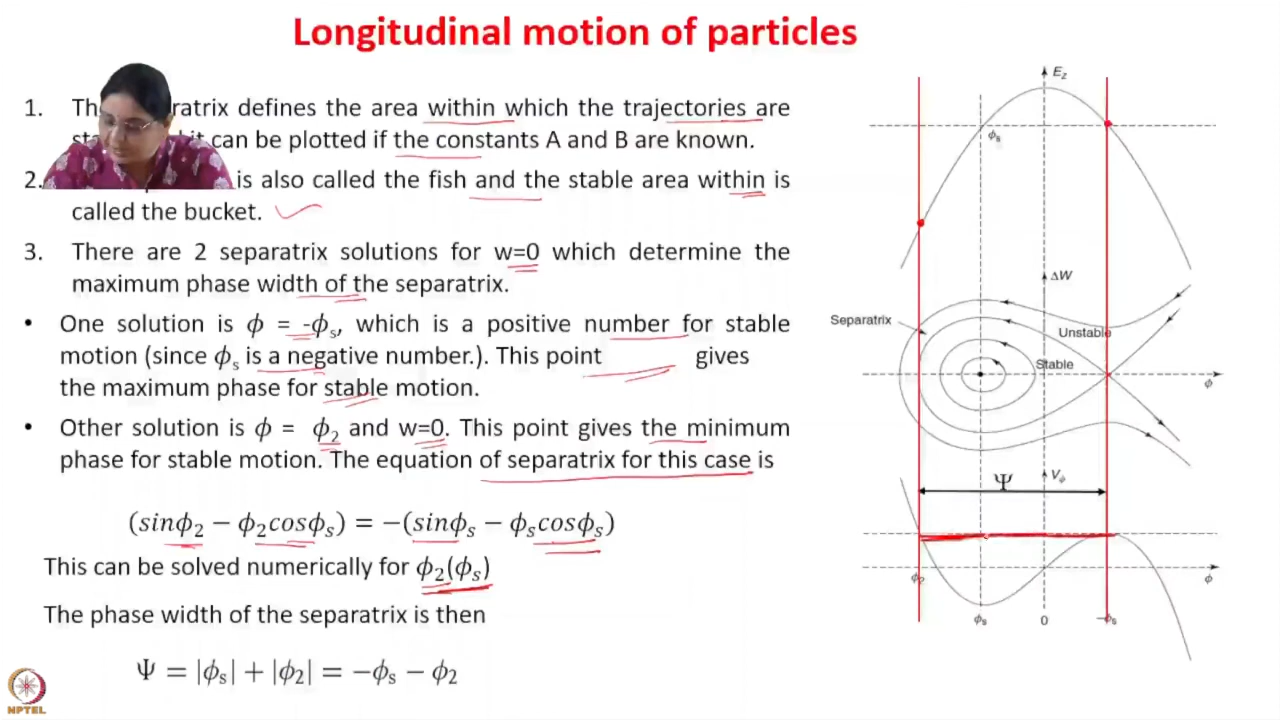 Longitudinal motion of particles
1. Th ratrix defines the area within which the trajectories are
can be plotted if the constants A and B are known.
2. is also called the fish and the stable area within is
called the bucket.
3. There are 2 separatrix solutions for w=0 which determine the
maximum phase width of the separatrix.
• One solution is ϕ = -ϕₛ, which is a positive number for stable
motion (since ϕₛ is a negative number.). This point gives
the maximum phase for stable motion.
• Other solution is ϕ = ϕ₂ and w=0. This point gives the minimum
phase for stable motion. The equation of separatrix for this case is
(sinϕ₂ − ϕ₂cosϕₛ) = −(sinϕₛ − ϕₛcosϕₛ)
This can be solved numerically for ϕ₂(ϕₛ)
The phase width of the separatrix is then
Ψ = |ϕₛ| + |ϕ₂| = −ϕₛ − ϕ₂
E_z
ϕₛ
ΔW
Separatrix
Unstable
Stable
ϕ
Ψ
V_ϕ
ϕ₂
ϕ
ϕₛ
0
−ϕₛ
NPTEL